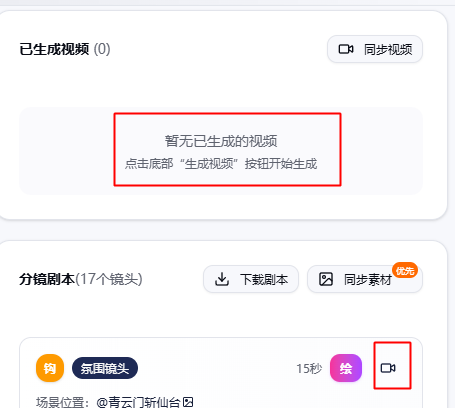 已生成视频 (0)
同步视频
暂无已生成的视频
点击底部“生成视频”按钮开始生成
分镜剧本(17个镜头)
下载剧本
同步素材
优先
钩
氛围镜头
15秒
绘
场景位置：@青云门斩仙台